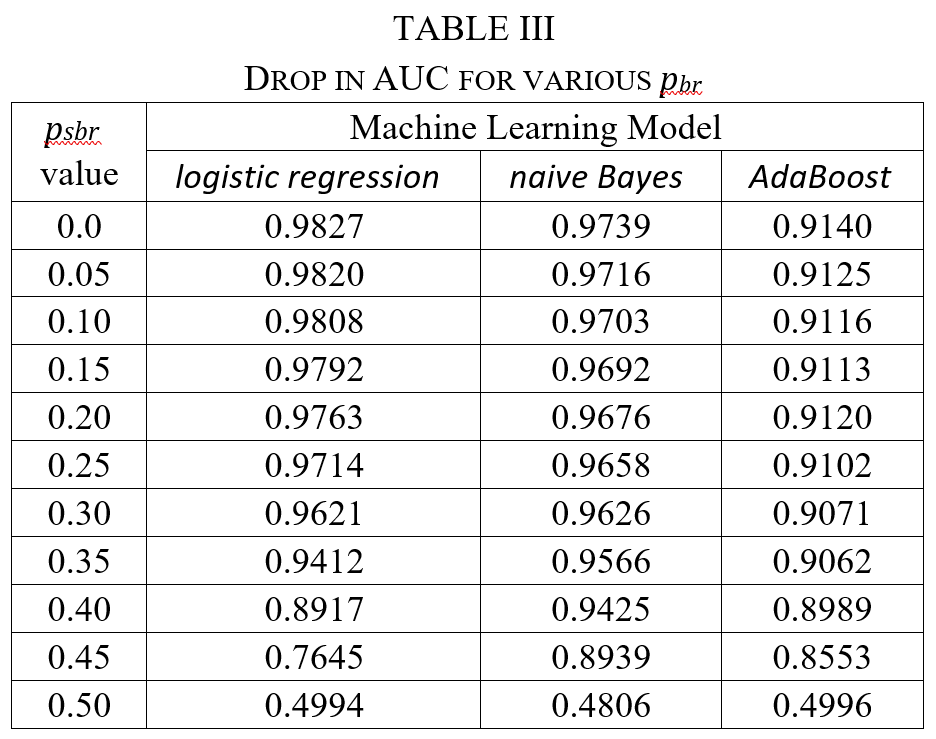 TABLE III
DROP IN AUC FOR VARIOUS pbr
psbr value Machine Learning Model
logistic regression naive Bayes AdaBoost
0.0 0.9827 0.9739 0.9140
0.05 0.9820 0.9716 0.9125
0.10 0.9808 0.9703 0.9116
0.15 0.9792 0.9692 0.9113
0.20 0.9763 0.9676 0.9120
0.25 0.9714 0.9658 0.9102
0.30 0.9621 0.9626 0.9071
0.35 0.9412 0.9566 0.9062
0.40 0.8917 0.9425 0.8989
0.45 0.7645 0.8939 0.8553
0.50 0.4994 0.4806 0.4996